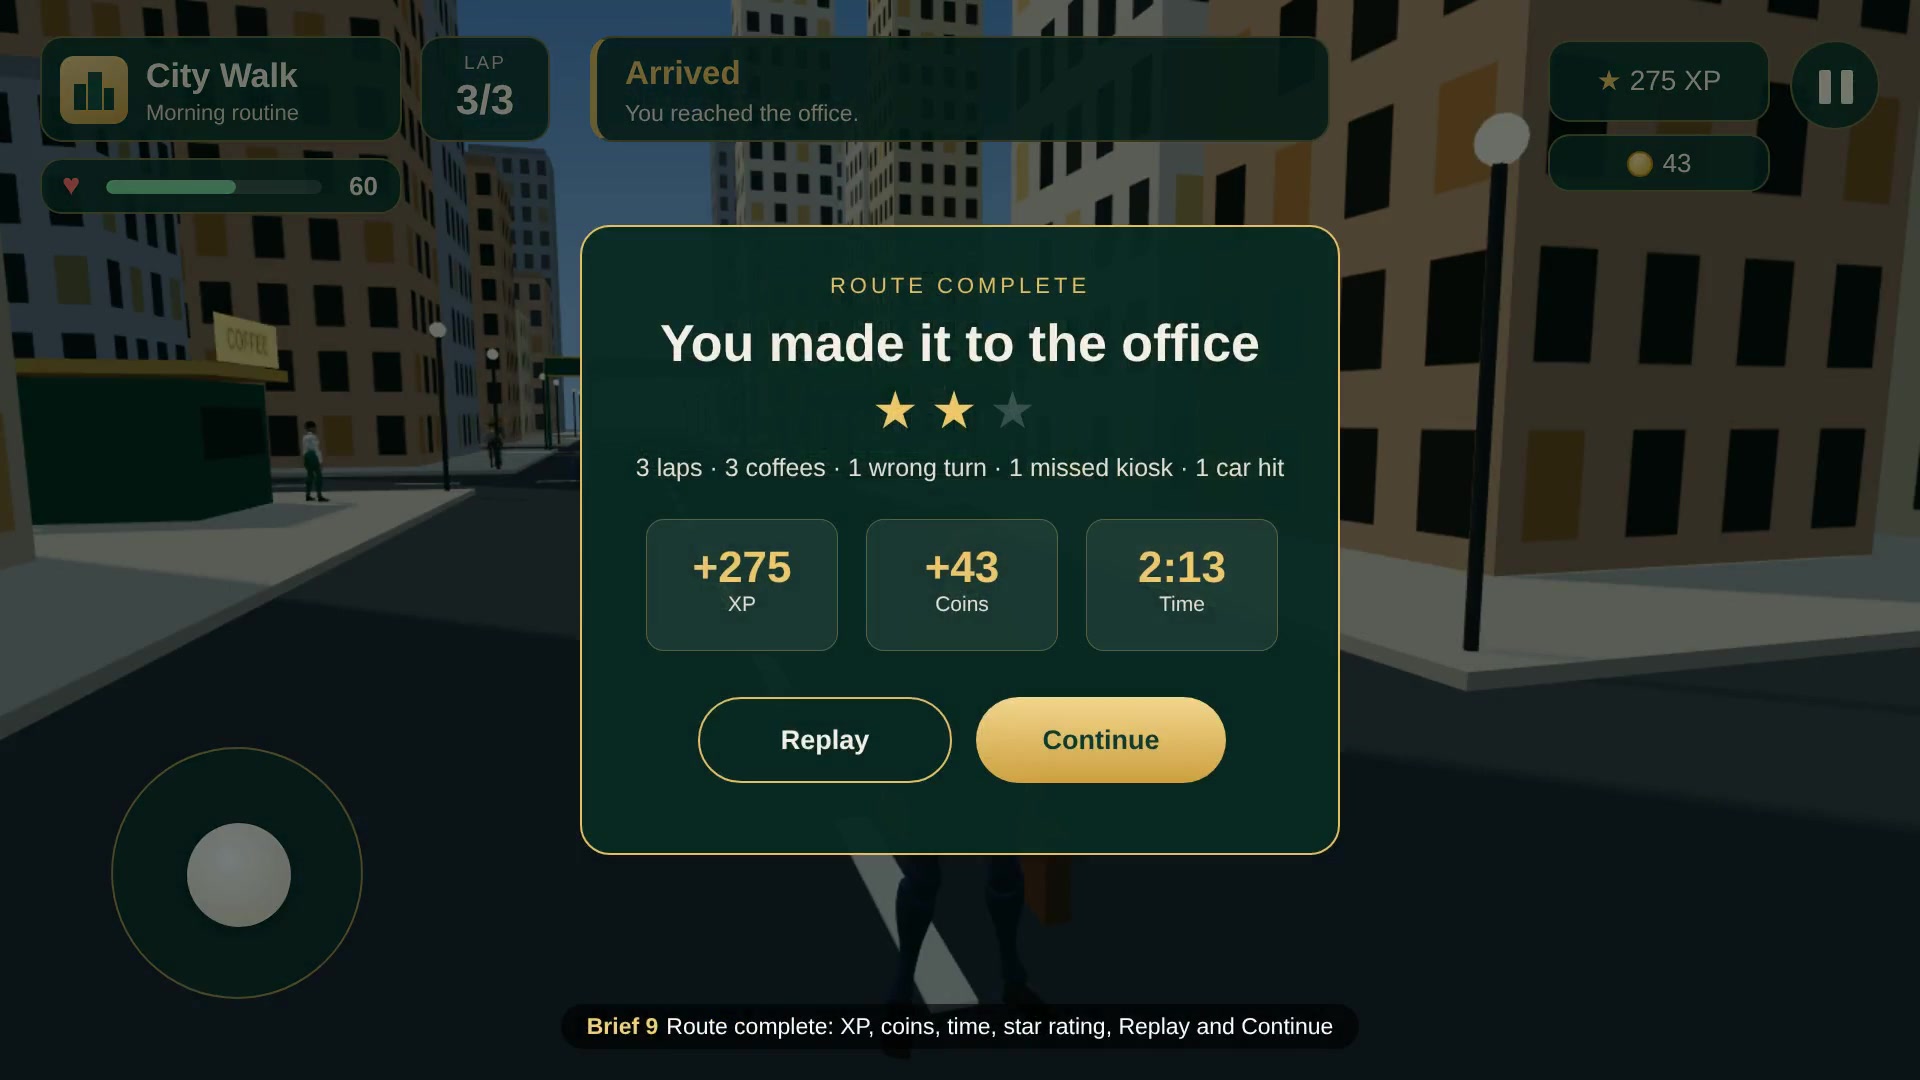 City Walk
Morning routine
LAP
3/3
Arrived
You reached the office.
★ 275 XP
43
♥ 60
COFFEE
ROUTE COMPLETE
You made it to the office
★ ★ ★
3 laps · 3 coffees · 1 wrong turn · 1 missed kiosk · 1 car hit
+275
XP
+43
Coins
2:13
Time
Replay
Continue
Brief 9 Route complete: XP, coins, time, star rating, Replay and Continue